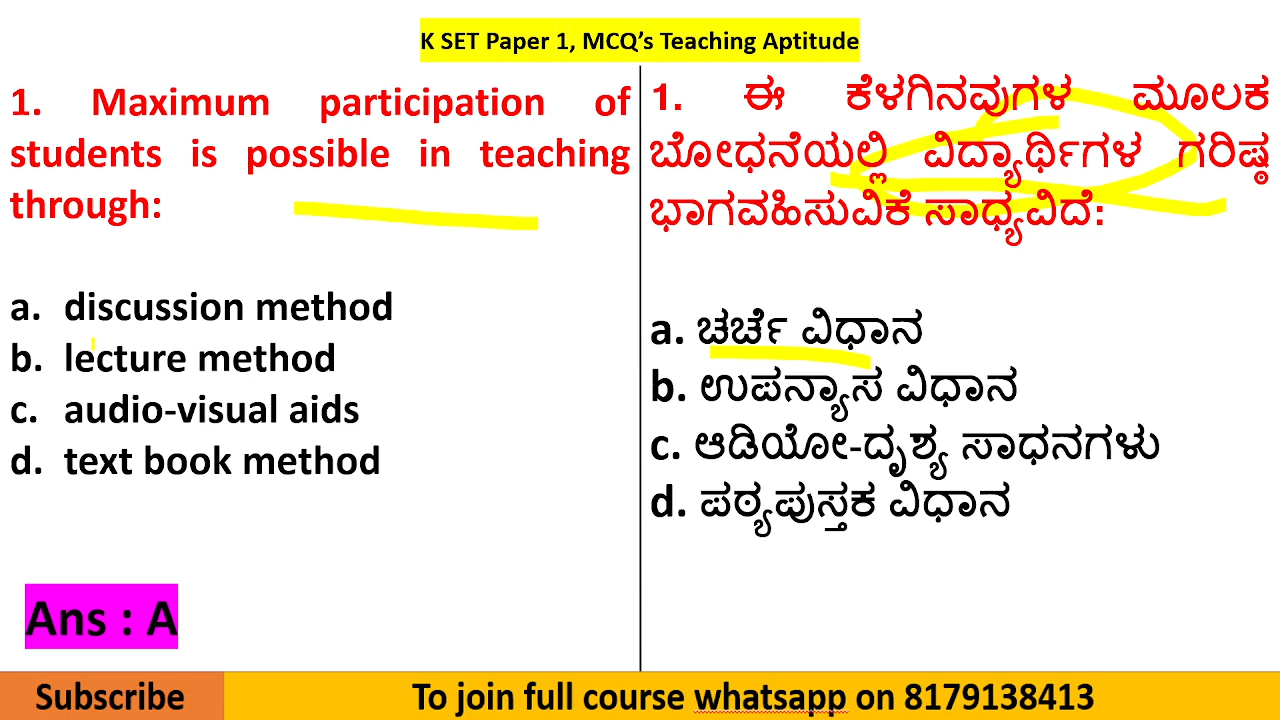 K SET Paper 1, MCQ’s Teaching Aptitude
1. Maximum participation of
students is possible in teaching
through:
a. discussion method
b. lecture method
c. audio-visual aids
d. text book method
Ans : A
1. ಈ ಕೆಳಗಿನವುಗಳ ಮೂಲಕ
ಬೋಧನೆಯಲ್ಲಿ ವಿದ್ಯಾರ್ಥಿಗಳ ಗರಿಷ್ಠ
ಭಾಗವಹಿಸುವಿಕೆ ಸಾಧ್ಯವಿದೆ:
a. ಚರ್ಚೆ ವಿಧಾನ
b. ಉಪನ್ಯಾಸ ವಿಧಾನ
c. ಆಡಿಯೋ-ದೃಶ್ಯ ಸಾಧನಗಳು
d. ಪಠ್ಯಪುಸ್ತಕ ವಿಧಾನ
Subscribe
To join full course whatsapp on 8179138413